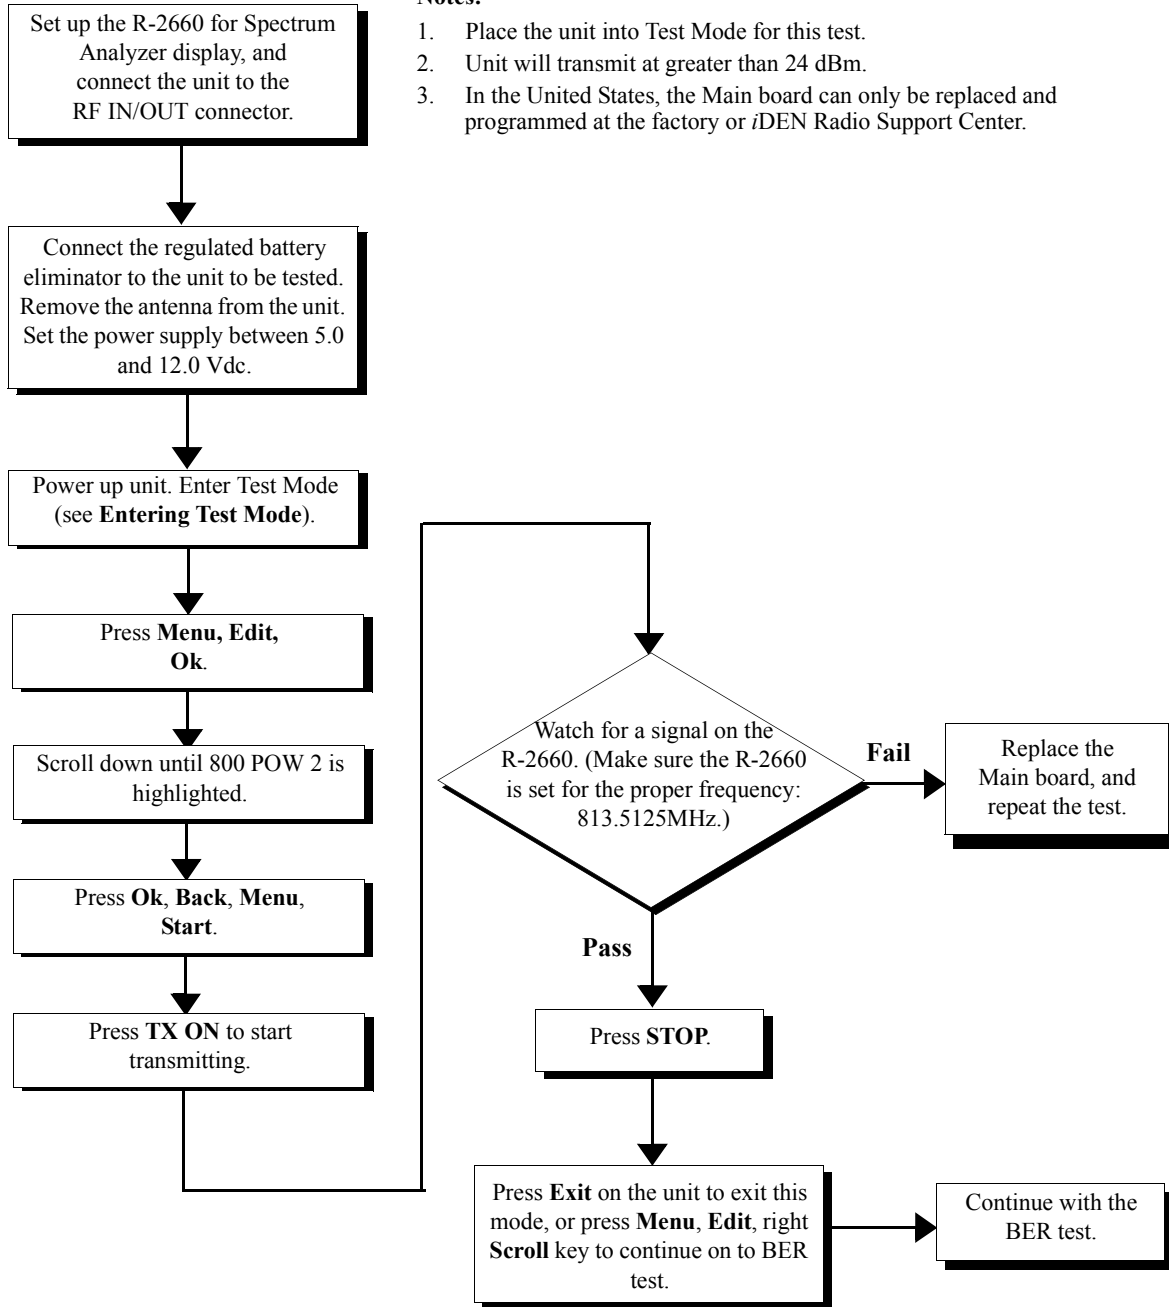 Set up the R-2660 for Spectrum
Analyzer display, and
connect the unit to the
RF IN/OUT connector.
Notes:
1. Place the unit into Test Mode for this test.
2. Unit will transmit at greater than 24 dBm.
3. In the United States, the Main board can only be replaced and
programmed at the factory or iDEN Radio Support Center.
Connect the regulated battery
eliminator to the unit to be tested.
Remove the antenna from the unit.
Set the power supply between 5.0
and 12.0 Vdc.
Power up unit. Enter Test Mode
(see Entering Test Mode).
Press Menu, Edit,
Ok.
Scroll down until 800 POW 2 is
highlighted.
Press Ok, Back, Menu,
Start.
Press TX ON to start
transmitting.
Watch for a signal on the
R-2660. (Make sure the R-2660
is set for the proper frequency:
813.5125MHz.)
Fail
Replace the
Main board, and
repeat the test.
Pass
Press STOP.
Press Exit on the unit to exit this
mode, or press Menu, Edit, right
Scroll key to continue on to BER
test.
Continue with the
BER test.